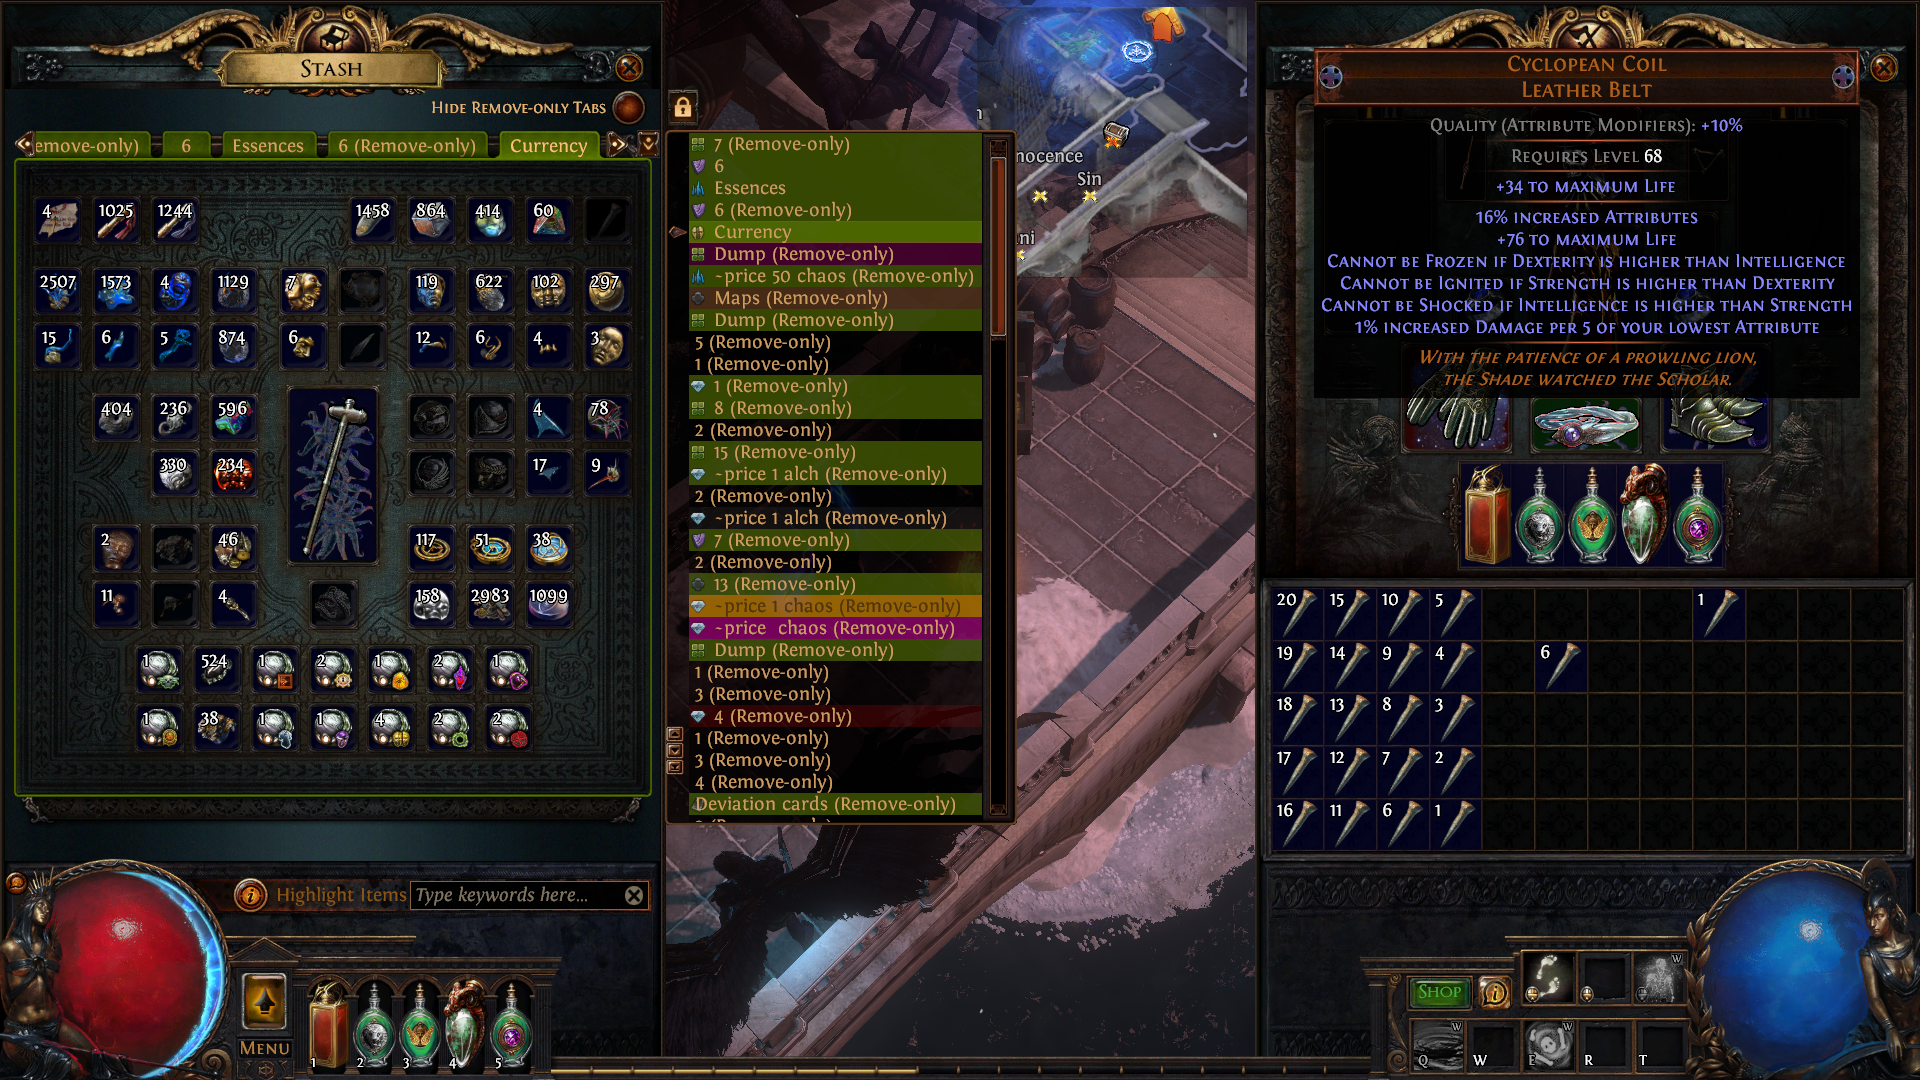 STASH
HIDE REMOVE-ONLY TABS
emove-only)
6
Essences
6 (Remove-only)
Currency
4
1025
1244
1458
864
414
60
2507
1573
4
1129
7
119
622
102
297
15
6
5
874
6
12
6
4
3
404
236
596
4
78
330
234
17
9
2
46
117
51
38
11
4
158
2983
1099
1
524
1
2
1
2
1
1
38
1
1
4
2
2
7 (Remove-only)
6
Essences
6 (Remove-only)
Currency
Dump (Remove-only)
~price 50 chaos (Remove-only)
Maps (Remove-only)
Dump (Remove-only)
5 (Remove-only)
1 (Remove-only)
1 (Remove-only)
8 (Remove-only)
2 (Remove-only)
15 (Remove-only)
~price 1 alch (Remove-only)
2 (Remove-only)
~price 1 alch (Remove-only)
7 (Remove-only)
2 (Remove-only)
13 (Remove-only)
~price 1 chaos (Remove-only)
~price  chaos (Remove-only)
Dump (Remove-only)
1 (Remove-only)
3 (Remove-only)
4 (Remove-only)
1 (Remove-only)
3 (Remove-only)
4 (Remove-only)
Deviation cards (Remove-only)
nocence
Sin
ni
CYCLOPEAN COIL
LEATHER BELT
QUALITY (ATTRIBUTE MODIFIERS): +10%
REQUIRES LEVEL 68
+34 TO MAXIMUM LIFE
16% INCREASED ATTRIBUTES
+76 TO MAXIMUM LIFE
CANNOT BE FROZEN IF DEXTERITY IS HIGHER THAN INTELLIGENCE
CANNOT BE IGNITED IF STRENGTH IS HIGHER THAN DEXTERITY
CANNOT BE SHOCKED IF INTELLIGENCE IS HIGHER THAN STRENGTH
1% INCREASED DAMAGE PER 5 OF YOUR LOWEST ATTRIBUTE
WITH THE PATIENCE OF A PROWLING LION,
THE SHADE WATCHED THE SCHOLAR.
20 15 10 5 1
19 14 9 4 6
18 13 8 3
17 12 7 2
16 11 6 1
Highlight Items
Type keywords here...
MENU
1 2 3 4 5
SHOP
W
W W
Q W E R T